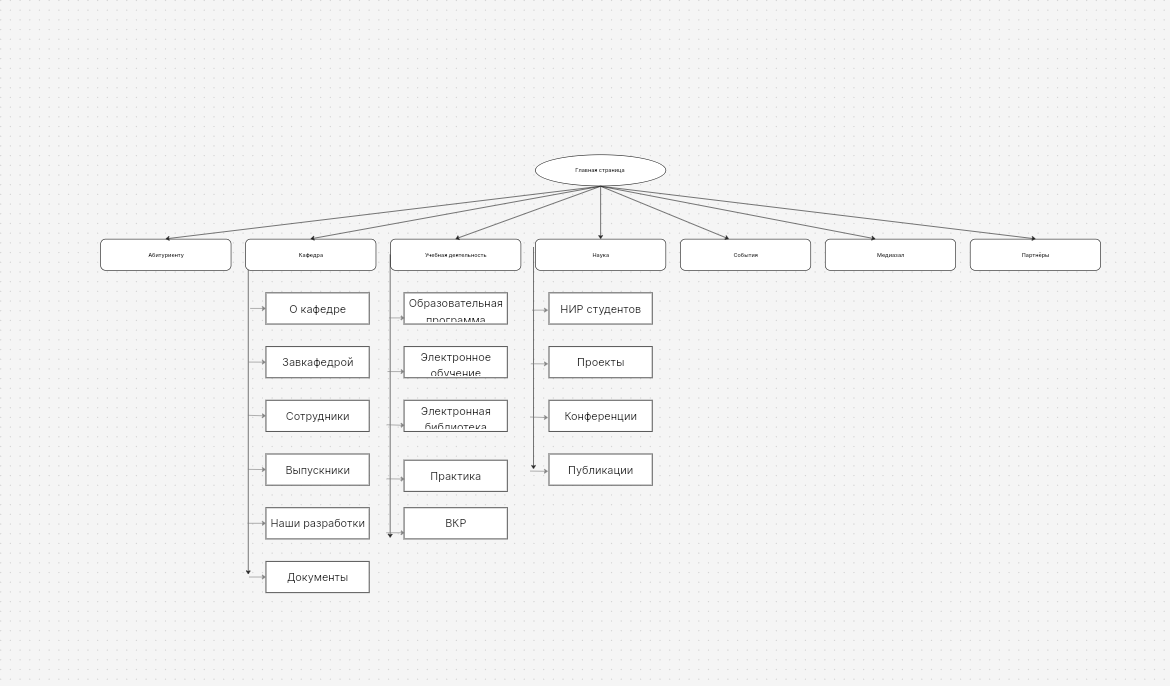 Главная страница
Абитуриенту
Кафедра
Учебная деятельность
Наука
События
Медиазал
Партнёры
О кафедре
Завкафедрой
Сотрудники
Выпускники
Наши разработки
Документы
Образовательная
программа
Электронное
обучение
Электронная
библиотека
Практика
ВКР
НИР студентов
Проекты
Конференции
Публикации